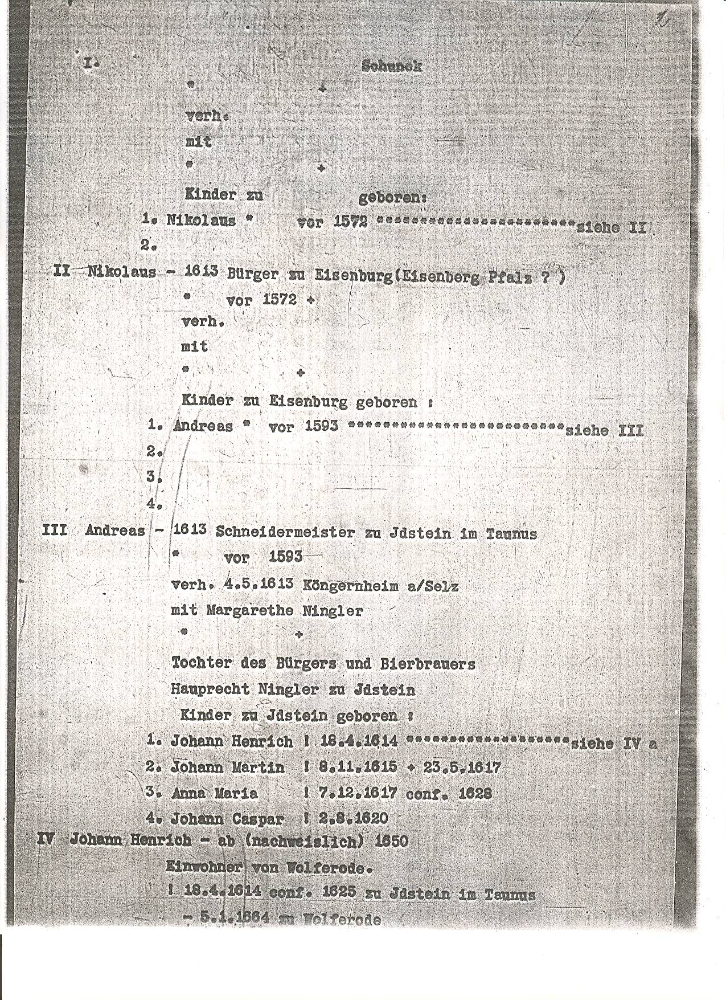 I. Schunck
* +
verh.
mit
* +
Kinder zu geboren:
1. Nikolaus * vor 1572 ***********************siehe II
2.
II Nikolaus - 1613 Bürger zu Eisenburg(Eisenberg Pfalz ? )
* vor 1572 +
verh.
mit
* +
Kinder zu Eisenburg geboren :
1. Andreas * vor 1593 *************************siehe III
2.
3.
4.
III Andreas - 1613 Schneidermeister zu Jdstein im Taunus
* vor 1593
verh. 4.5.1613 Köngernheim a/Selz
mit Margarethe Ningler
* +
Tochter des Bürgers und Bierbrauers
Hauprecht Ningler zu Jdstein
Kinder zu Jdstein geboren :
1. Johann Henrich ! 18.4.1614 *******************siehe IV a
2. Johann Martin ! 8.11.1615 + 23.5.1617
3. Anna Maria ! 7.12.1617 conf. 1628
4. Johann Caspar ! 2.8.1620
IV Johann Henrich - ab (nachweislich) 1650
Einwohner von Wolferode.
! 18.4.1614 conf. 1625 zu Jdstein im Taunus
- 5.1.1664 zu Wolferode